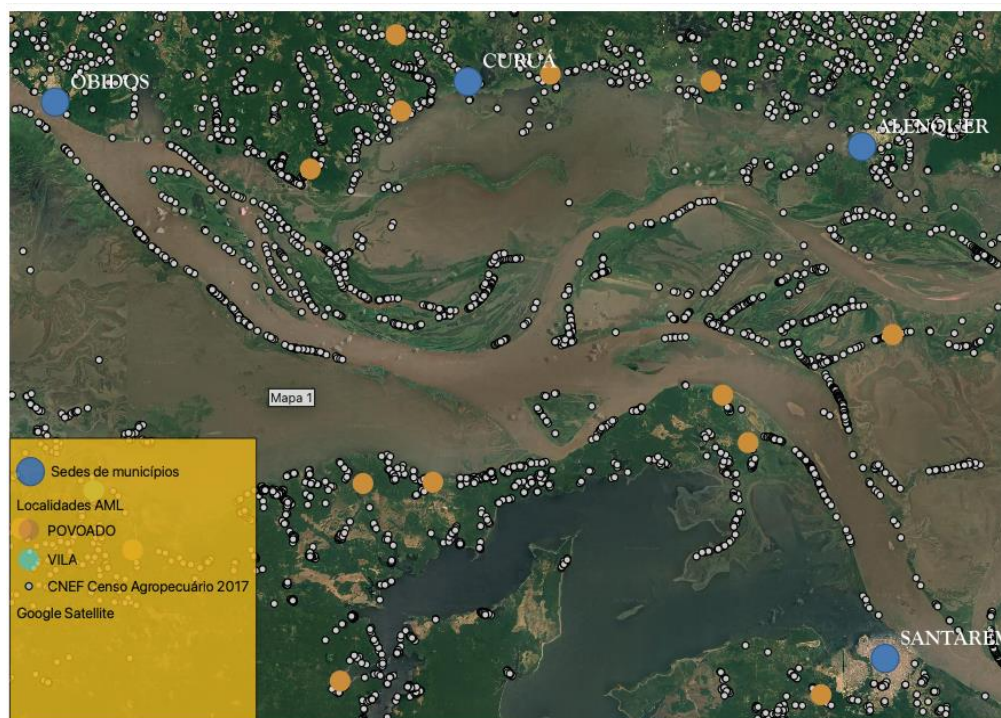 CURUÁ
ÓBIDOS
ALENQUER
Mapa 1
Sedes de municípios
Localidades AML
POVOADO
VILA
CNEF Censo Agropecuário 2017
Google Satellite
SANTARÉM